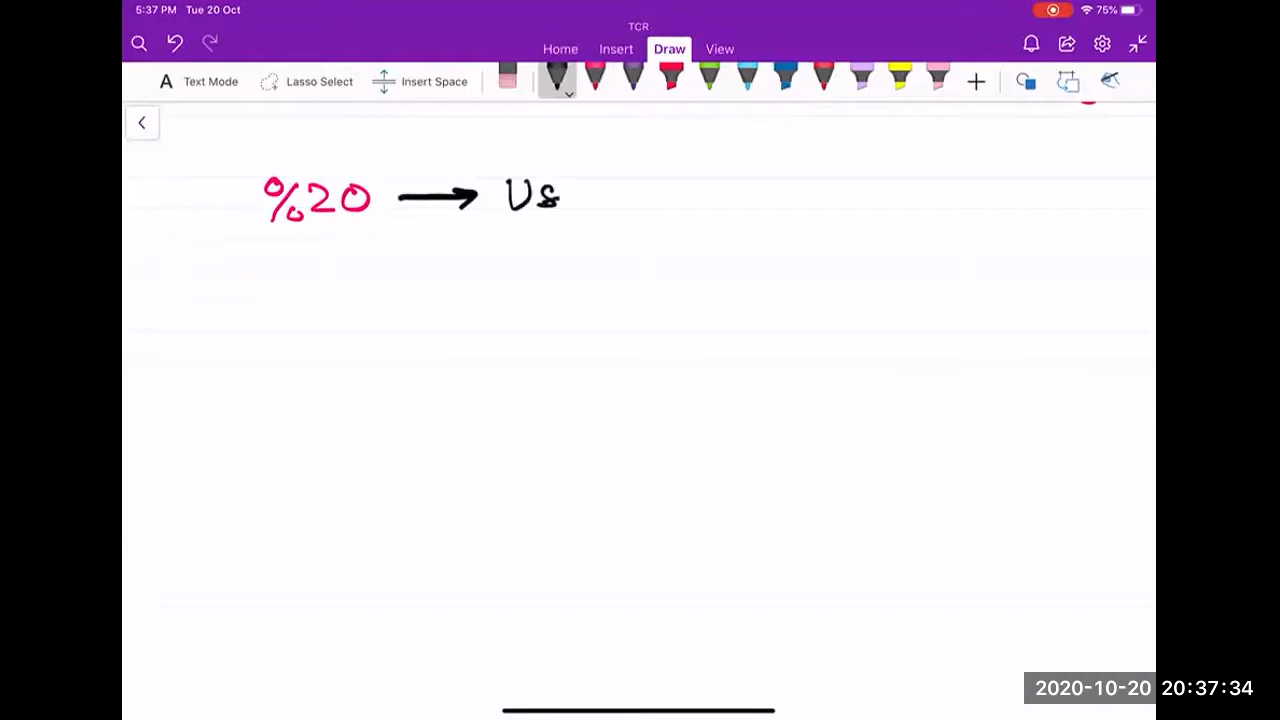 5:37 PM Tue 20 Oct 75%
TCR
Home Insert Draw View
A Text Mode Lasso Select Insert Space
%20 → Us
2020-10-20 20:37:34